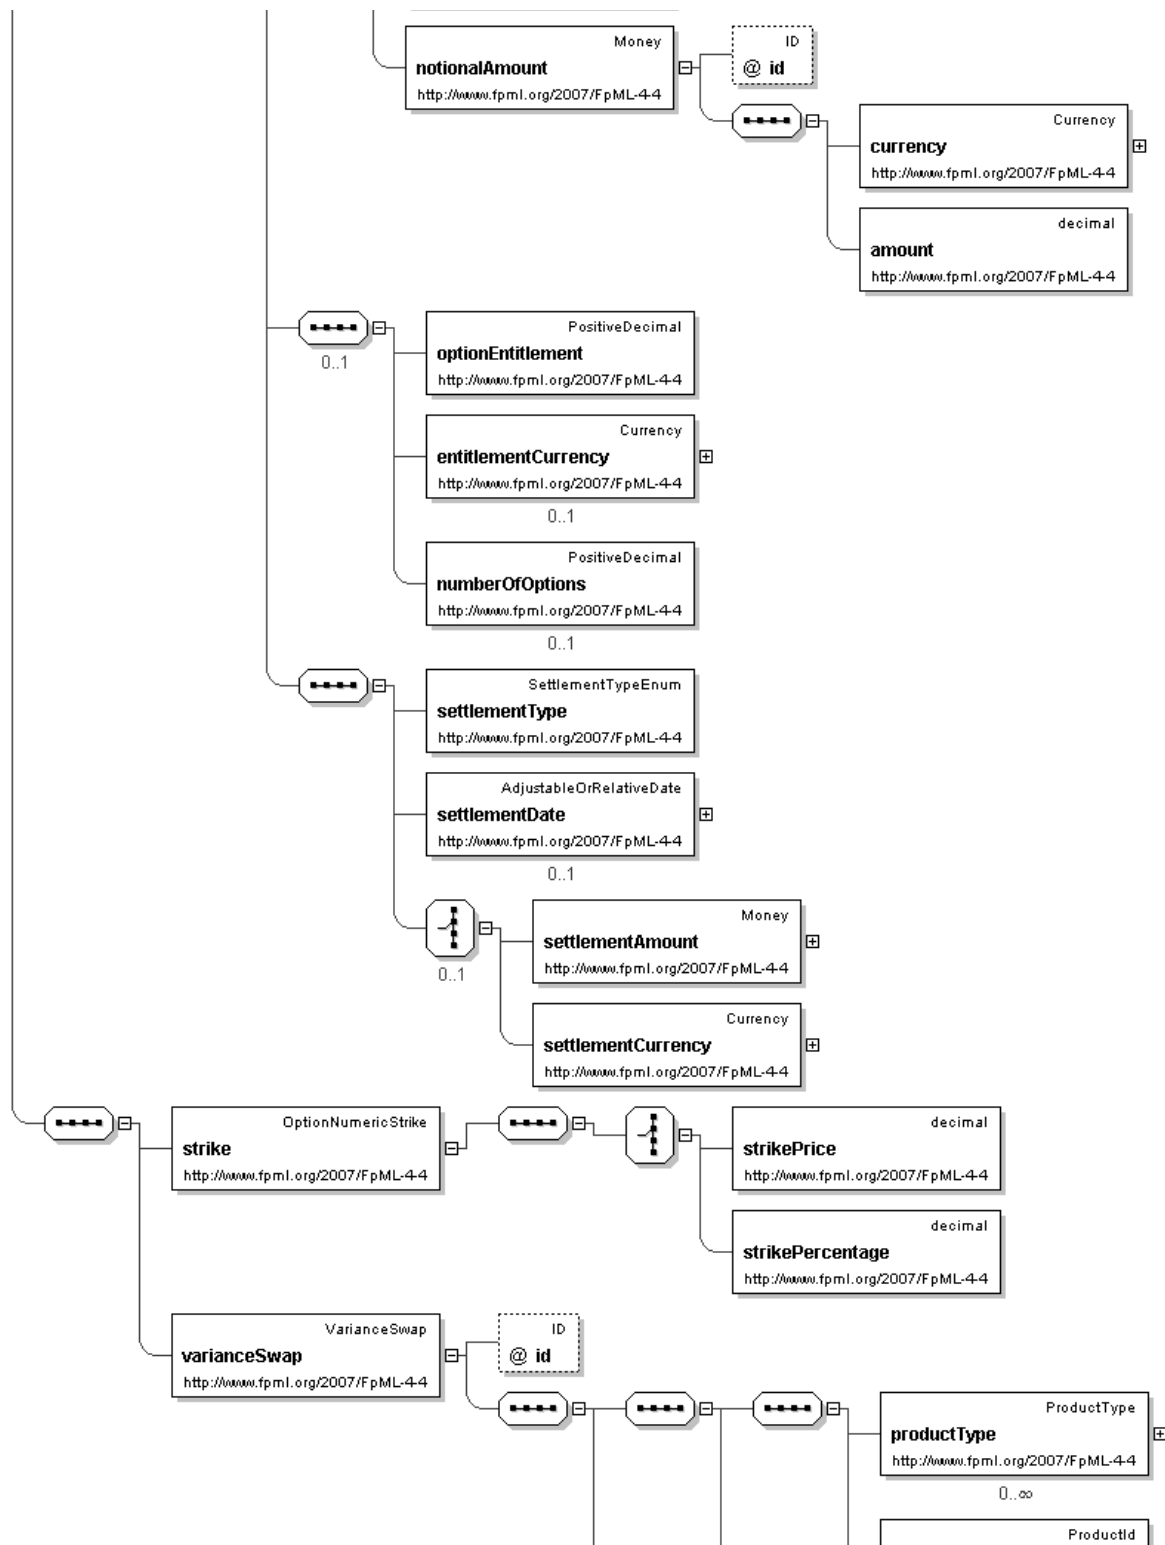 Money
notionalAmount
http://www.fpml.org/2007/FpML-4-4
ID
@ id
Currency
currency
http://www.fpml.org/2007/FpML-4-4
decimal
amount
http://www.fpml.org/2007/FpML-4-4
0..1
PositiveDecimal
optionEntitlement
http://www.fpml.org/2007/FpML-4-4
Currency
entitlementCurrency
http://www.fpml.org/2007/FpML-4-4
0..1
PositiveDecimal
numberOfOptions
http://www.fpml.org/2007/FpML-4-4
0..1
SettlementTypeEnum
settlementType
http://www.fpml.org/2007/FpML-4-4
AdjustableOrRelativeDate
settlementDate
http://www.fpml.org/2007/FpML-4-4
0..1
0..1
Money
settlementAmount
http://www.fpml.org/2007/FpML-4-4
Currency
settlementCurrency
http://www.fpml.org/2007/FpML-4-4
OptionNumericStrike
strike
http://www.fpml.org/2007/FpML-4-4
decimal
strikePrice
http://www.fpml.org/2007/FpML-4-4
decimal
strikePercentage
http://www.fpml.org/2007/FpML-4-4
VarianceSwap
varianceSwap
http://www.fpml.org/2007/FpML-4-4
ID
@ id
ProductType
productType
http://www.fpml.org/2007/FpML-4-4
0..∞
ProductId